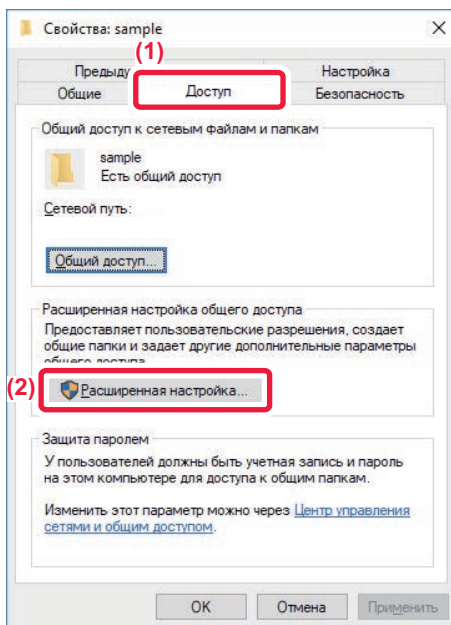 Свойства: sample
(1)
Предыду
Настройка
Общие
Доступ
Безопасность
Общий доступ к сетевым файлам и папкам
sample
Есть общий доступ
Сетевой путь:
Общий доступ...
Расширенная настройка общего доступа
Предоставляет пользовательские разрешения, создает
общие папки и задает другие дополнительные параметры
общего доступа.
(2)
Расширенная настройка...
Защита паролем
У пользователей должны быть учетная запись и пароль
на этом компьютере для доступа к общим папкам.
Изменить этот параметр можно через Центр управления
сетями и общим доступом.
OK
Отмена
Применить